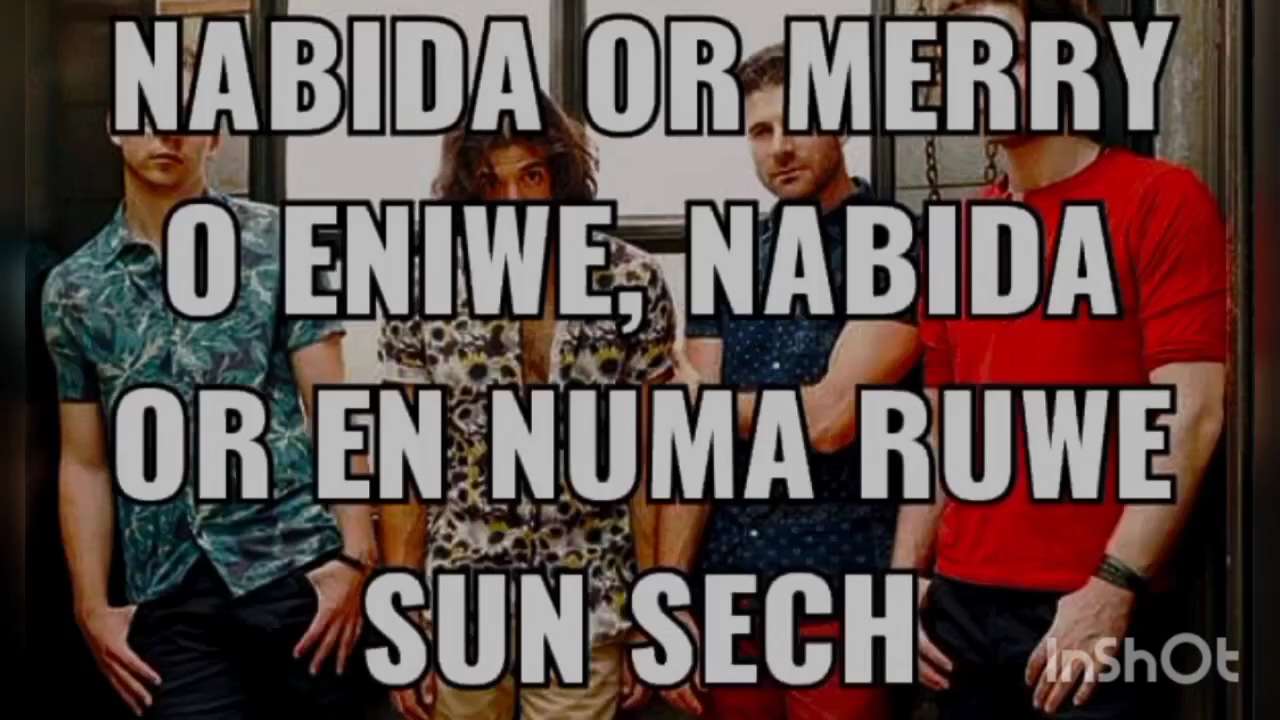 NABIDA OR MERRY
O ENIWE, NABIDA
OR EN NUMA RUWE
SUN SECH
InShOt